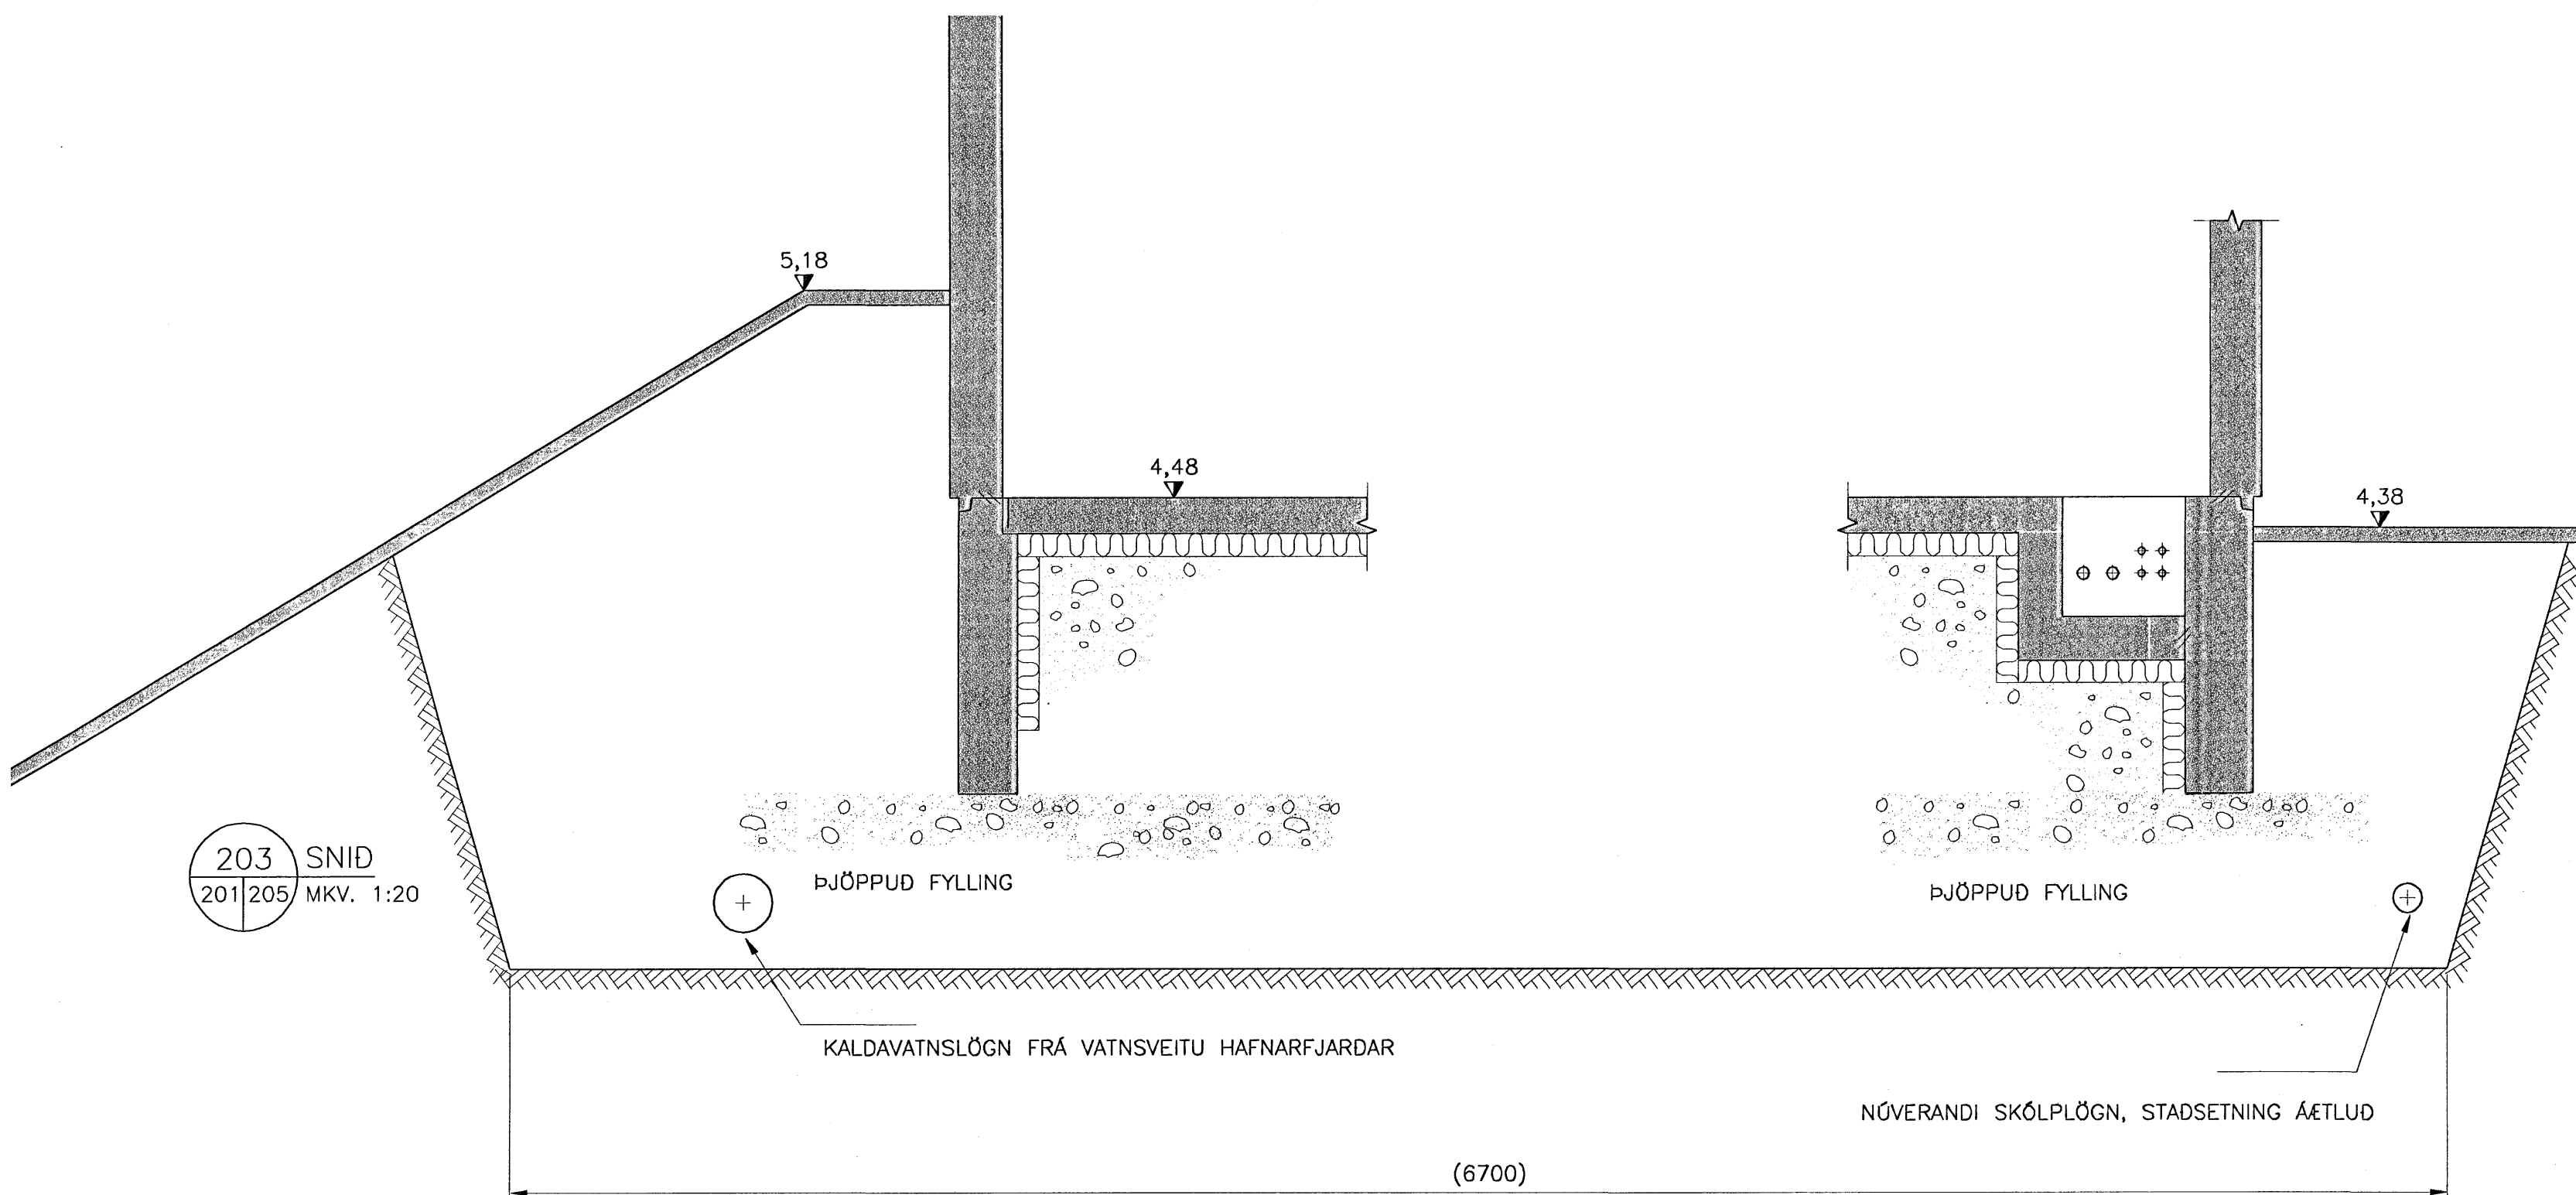 5,18
4,48
4,38
203 SNIÐ
201 205 MKV. 1:20
ÞJÖPPUÐ FYLLING
ÞJÖPPUÐ FYLLING
KALDAVATNSLÖGN FRÁ VATNSVEITU HAFNARFJARÐAR
NÚVERANDI SKÓLPLÖGN, STAÐSETNING ÁÆTLUÐ
(6700)